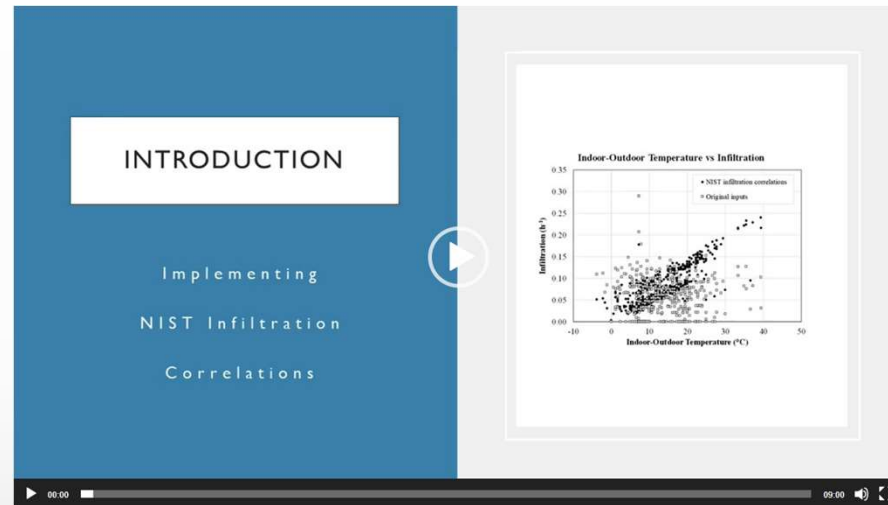 INTRODUCTION
Implementing
NIST Infiltration
Correlations
Indoor-Outdoor Temperature vs Infiltration
NIST infiltration correlations
Original inputs
Infiltration (h⁻¹)
0.35
0.30
0.25
0.20
0.15
0.10
0.05
0.00
-10 0 10 20 30 40 50
Indoor-Outdoor Temperature (°C)
00:00 09:00